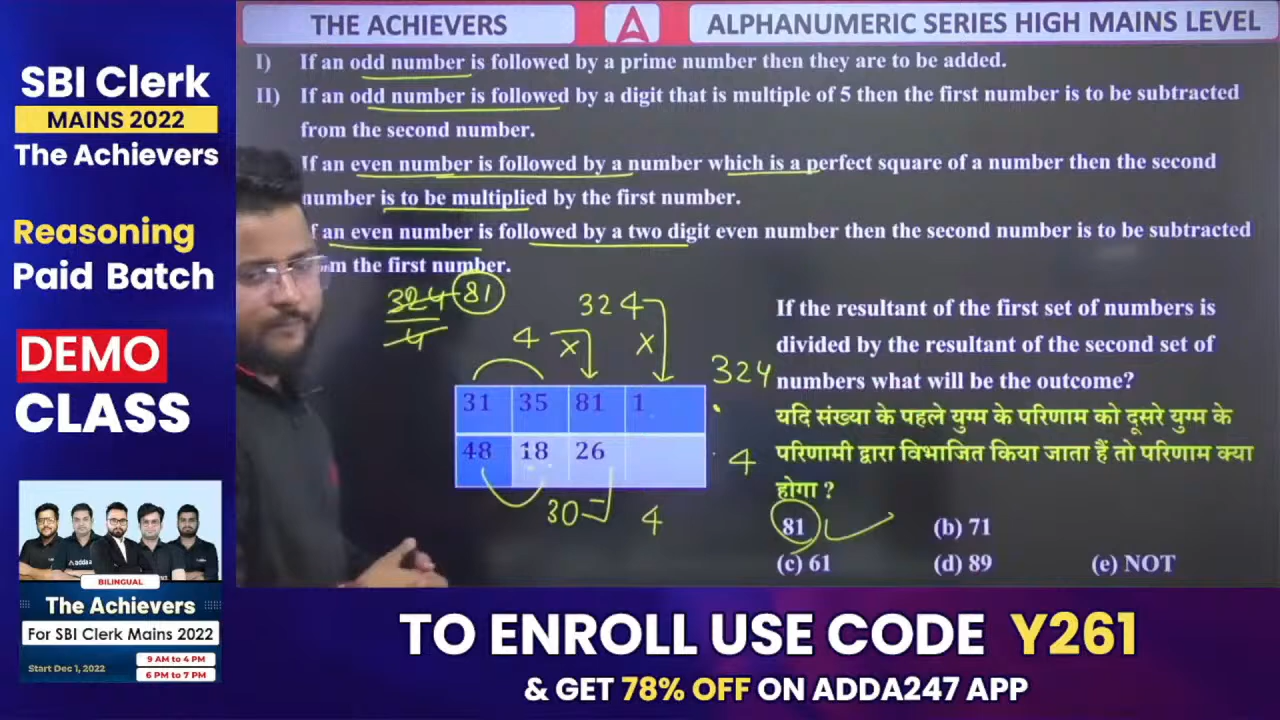 SBI Clerk
MAINS 2022
The Achievers
Reasoning
Paid Batch
DEMO
CLASS
BILINGUAL
The Achievers
For SBI Clerk Mains 2022
Start Dec 1, 2022
9 AM to 4 PM
6 PM to 7 PM
THE ACHIEVERS
ALPHANUMERIC SERIES HIGH MAINS LEVEL
I) If an odd number is followed by a prime number then they are to be added.
II) If an odd number is followed by a digit that is multiple of 5 then the first number is to be subtracted
from the second number.
If an even number is followed by a number which is a perfect square of a number then the second
number is to be multiplied by the first number.
f an even number is followed by a two digit even number then the second number is to be subtracted
m the first number.
324 81
4
4 x
324 x
31 35 81 1
324
48 18 26
4
30 4
If the resultant of the first set of numbers is
divided by the resultant of the second set of
numbers what will be the outcome?
यदि संख्या के पहले युग्म के परिणाम को दूसरे युग्म के
परिणामी द्वारा विभाजित किया जाता हैं तो परिणाम क्या
होगा ?
81 (b) 71
(c) 61 (d) 89 (e) NOT
TO ENROLL USE CODE Y261
& GET 78% OFF ON ADDA247 APP